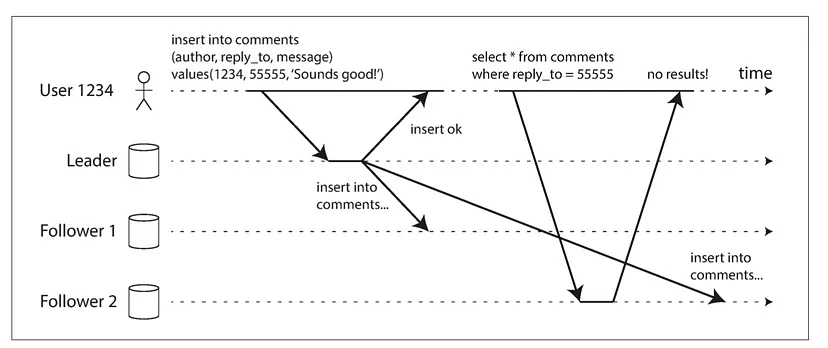 insert into comments
(author, reply_to, message)
values(1234, 55555, ‘Sounds good!’)
select * from comments
where reply_to = 55555
no results!
time
User 1234
insert ok
Leader
insert into
comments...
Follower 1
insert into
comments...
Follower 2